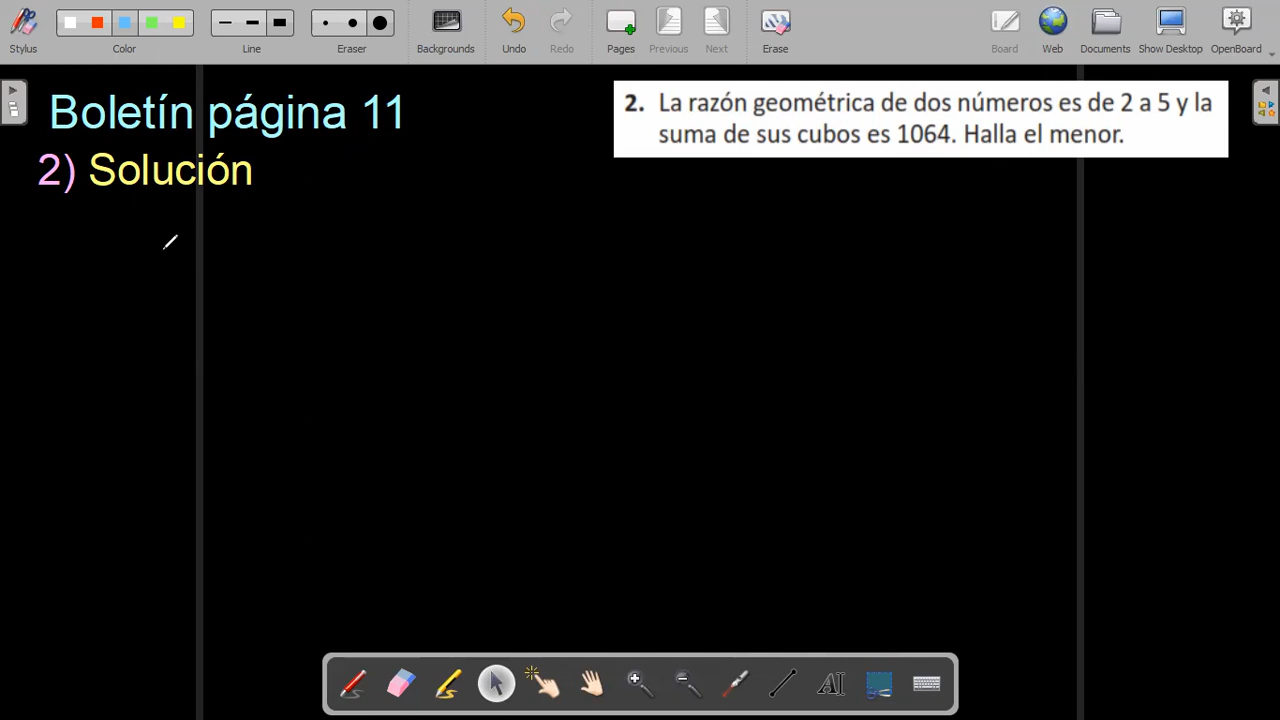 Stylus
Color
Line
Eraser
Backgrounds
Undo
Redo
Pages
Previous
Next
Erase
Board
Web
Documents
Show Desktop
OpenBoard
Boletín página 11
2) Solución
2. La razón geométrica de dos números es de 2 a 5 y la
suma de sus cubos es 1064. Halla el menor.
AI